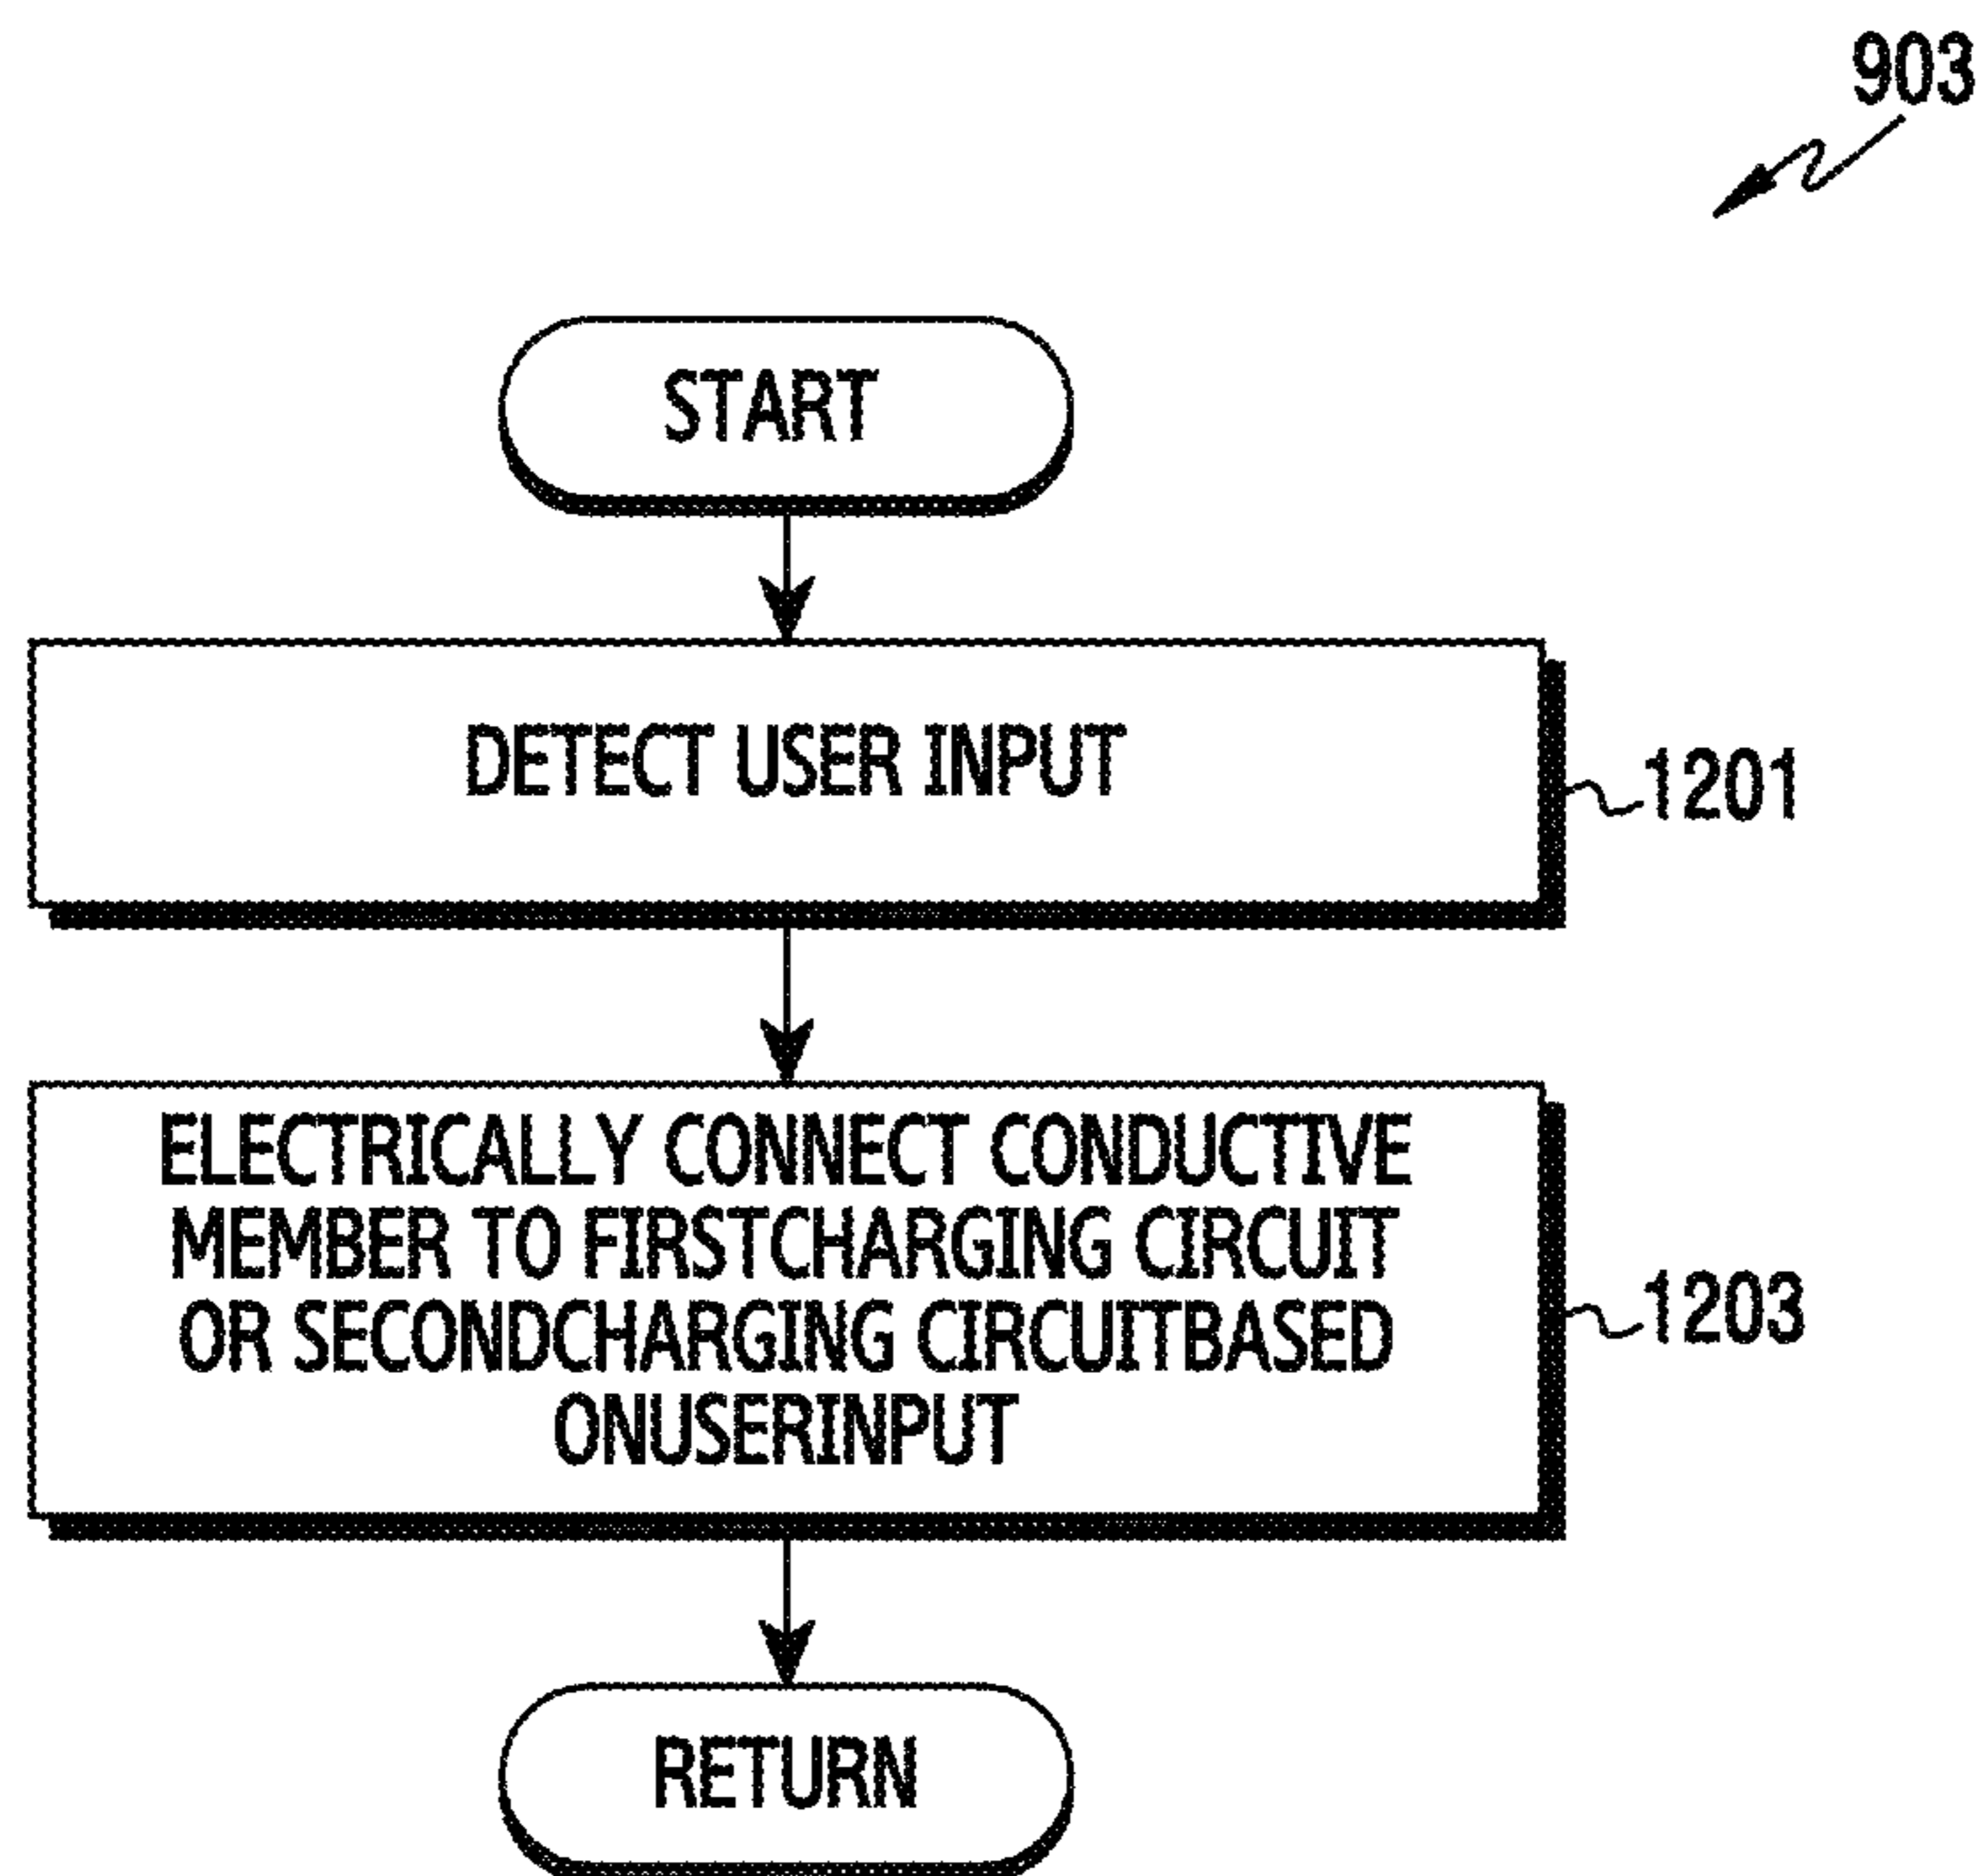 903
START
DETECT USER INPUT
1201
ELECTRICALLY CONNECT CONDUCTIVE
MEMBER TO FIRSTCHARGING CIRCUIT
OR SECONDCHARGING CIRCUITBASED
ONUSERINPUT
1203
RETURN